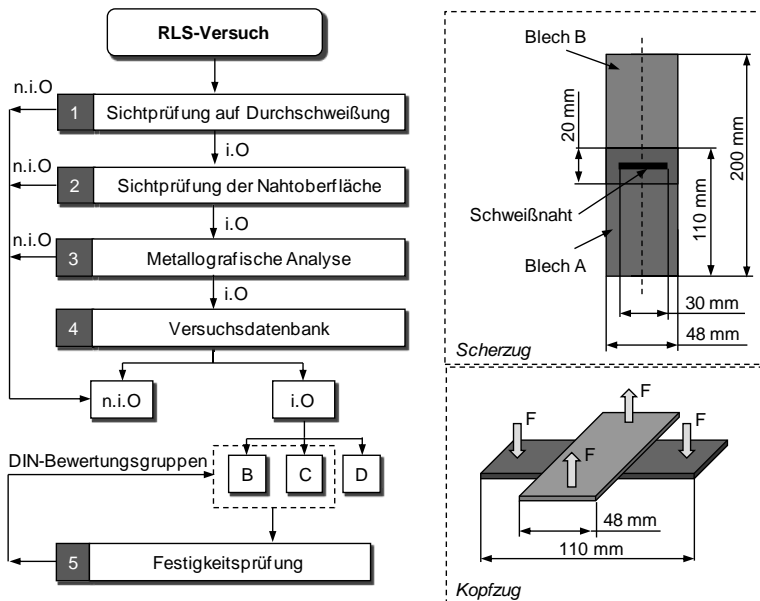 RLS-Versuch
n.i.O
1 Sichtprüfung auf Durchschweißung
i.O
n.i.O
2 Sichtprüfung der Nahtoberfläche
i.O
n.i.O
3 Metallografische Analyse
i.O
4 Versuchsdatenbank
n.i.O
i.O
DIN-Bewertungsgruppen
B
C
D
5 Festigkeitsprüfung
Blech B
20 mm
200 mm
Schweißnaht
110 mm
Blech A
30 mm
48 mm
Scherzug
F
F
F
F
48 mm
110 mm
Kopfzug